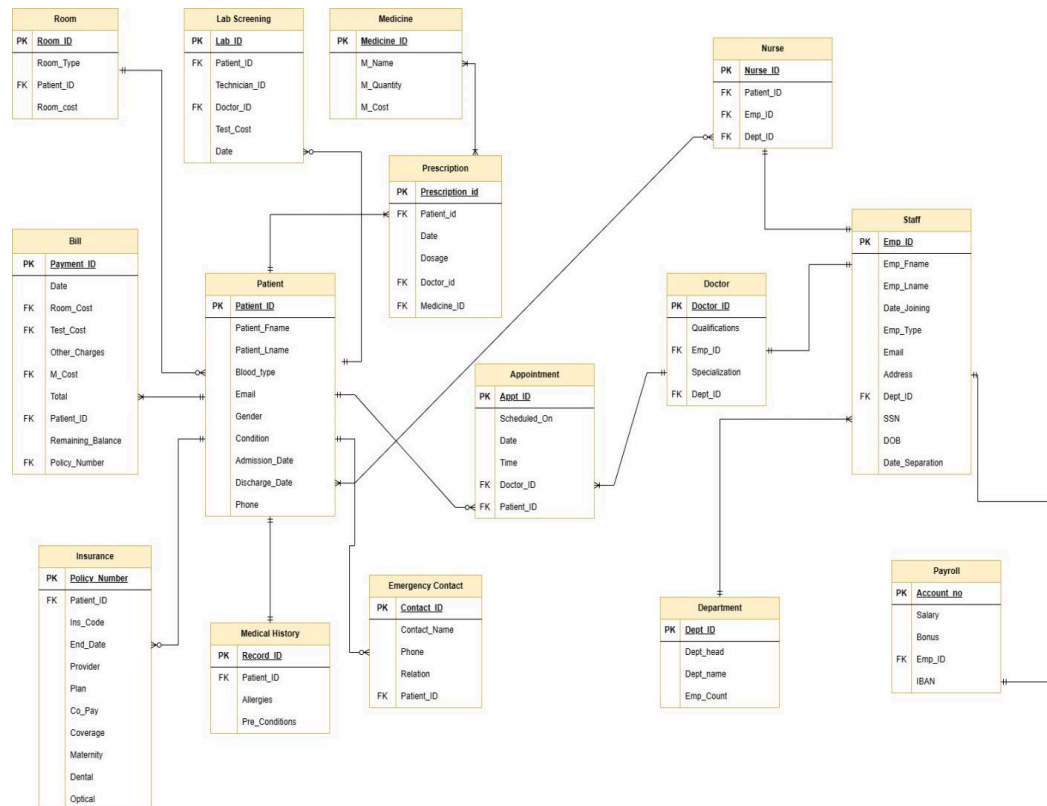 Room
PK Room_ID
Room_Type
FK Patient_ID
Room_cost
Lab Screening
PK Lab_ID
FK Patient_ID
Technician_ID
FK Doctor_ID
Test_Cost
Date
Medicine
PK Medicine_ID
M_Name
M_Quantity
M_Cost
Nurse
PK Nurse_ID
FK Patient_ID
FK Emp_ID
FK Dept_ID
Prescription
PK Prescription_id
FK Patient_id
Date
Dosage
FK Doctor_id
FK Medicine_ID
Staff
PK Emp_ID
Emp_Fname
Emp_Lname
Date_Joining
Emp_Type
Email
Address
FK Dept_ID
SSN
DOB
Date_Separation
Bill
PK Payment_ID
Date
FK Room_Cost
FK Test_Cost
Other_Charges
FK M_Cost
Total
FK Patient_ID
Remaining_Balance
FK Policy_Number
Patient
PK Patient_ID
Patient_Fname
Patient_Lname
Blood_type
Email
Gender
Condition
Admission_Date
Discharge_Date
Phone
Doctor
PK Doctor_ID
Qualifications
FK Emp_ID
Specialization
FK Dept_ID
Appointment
PK Appt_ID
Scheduled_On
Date
Time
FK Doctor_ID
FK Patient_ID
Insurance
PK Policy_Number
FK Patient_ID
Ins_Code
End_Date
Provider
Plan
Co_Pay
Coverage
Maternity
Dental
Optical
Medical History
PK Record_ID
FK Patient_ID
Allergies
Pre_Conditions
Emergency Contact
PK Contact_ID
Contact_Name
Phone
Relation
FK Patient_ID
Department
PK Dept_ID
Dept_head
Dept_name
Emp_Count
Payroll
PK Account_no
Salary
Bonus
FK Emp_ID
IBAN